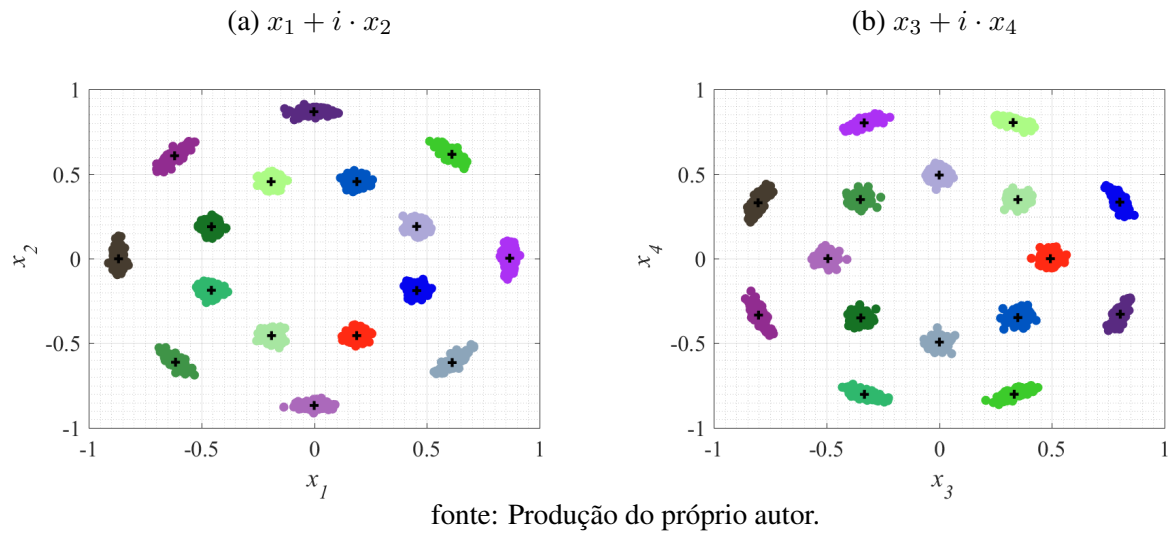 (a) x₁ + i · x₂
(b) x₃ + i · x₄
1
0.5
0
-0.5
-1
x₂
-1
-0.5
0
0.5
1
x₁
1
0.5
0
-0.5
-1
x₄
-1
-0.5
0
0.5
1
x₃
fonte: Produção do próprio autor.